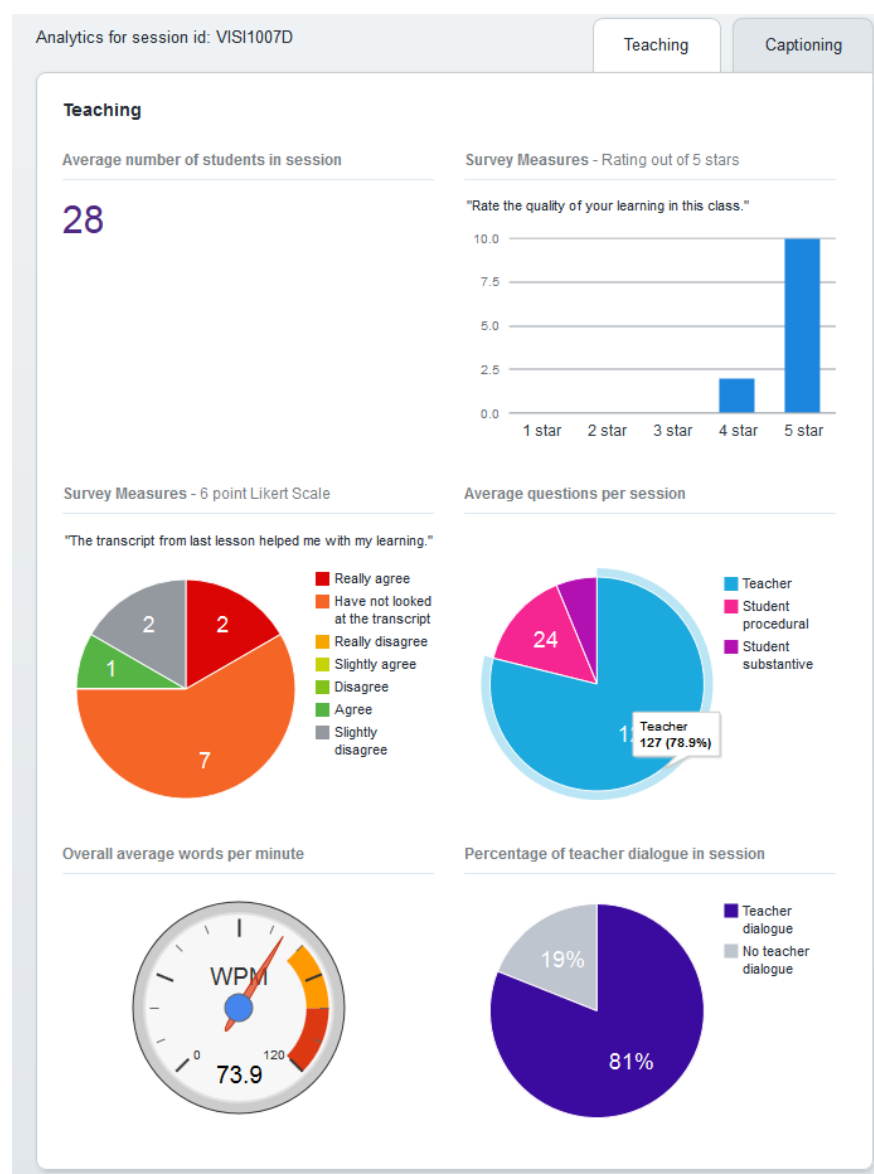 Analytics for session id: VISI1007D
Teaching
Captioning
Teaching
Average number of students in session
28
Survey Measures - Rating out of 5 stars
"Rate the quality of your learning in this class."
10.0
7.5
5.0
2.5
0.0
1 star
2 star
3 star
4 star
5 star
Survey Measures - 6 point Likert Scale
"The transcript from last lesson helped me with my learning."
2
2
1
7
Really agree
Have not looked
at the transcript
Really disagree
Slightly agree
Disagree
Agree
Slightly
disagree
Average questions per session
24
Teacher
127 (78.9%)
Teacher
Student
procedural
Student
substantive
Overall average words per minute
WPM
0
120
73.9
Percentage of teacher dialogue in session
19%
81%
Teacher
dialogue
No teacher
dialogue